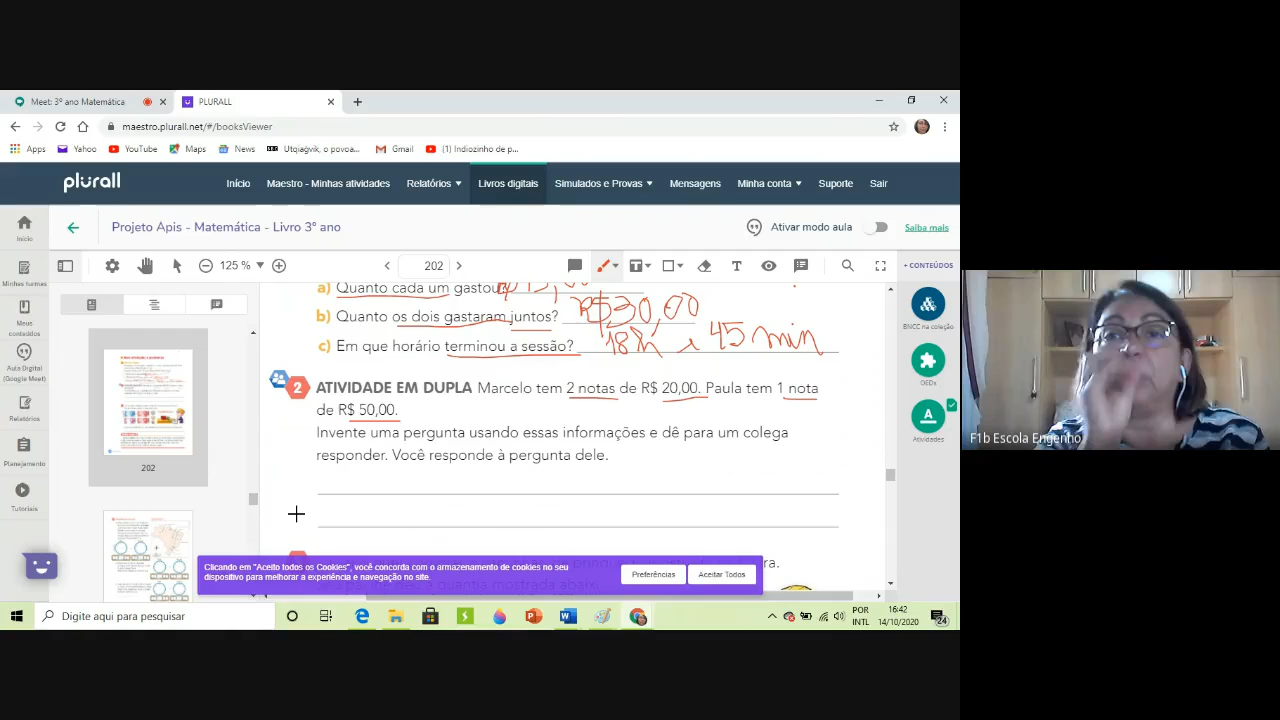 Meet: 3º ano Matemática
PLURALL
maestro.plurall.net/#/booksViewer
Apps Yahoo YouTube Maps News Utqiaġvik, o povoa... Gmail (Indiozinho de p...
plurall
Início Maestro - Minhas atividades Relatórios Livros digitais Simulados e Provas Mensagens Minha conta Suporte Sair
Projeto Apis - Matemática - Livro 3º ano
Ativar modo aula Saiba mais
Início
Minhas turmas
Meus conteúdos
Aula Digital (Google Meet)
Relatórios
Planejamento
Tutoriais
125 % 202
+ CONTEÚDOS
BNCC na coleção
OEDs
Atividades
202
a) Quanto cada um gastou
b) Quanto os dois gastaram juntos? R$30,00
c) Em que horário terminou a sessão? 18h e 45 min
2 ATIVIDADE EM DUPLA Marcelo tem 2 notas de R$ 20,00. Paula tem 1 nota
de R$ 50,00.
Invente uma pergunta usando essas informações e dê para um colega
responder. Você responde à pergunta dele.
Clicando em "Aceito todos os Cookies", você concorda com o armazenamento de cookies no seu
dispositivo para melhorar a experiência e navegação no site.
Preferências
Aceitar Todos
Digite aqui para pesquisar
POR
INTL
16:42
14/10/2020
24
F1b Escola Engenho